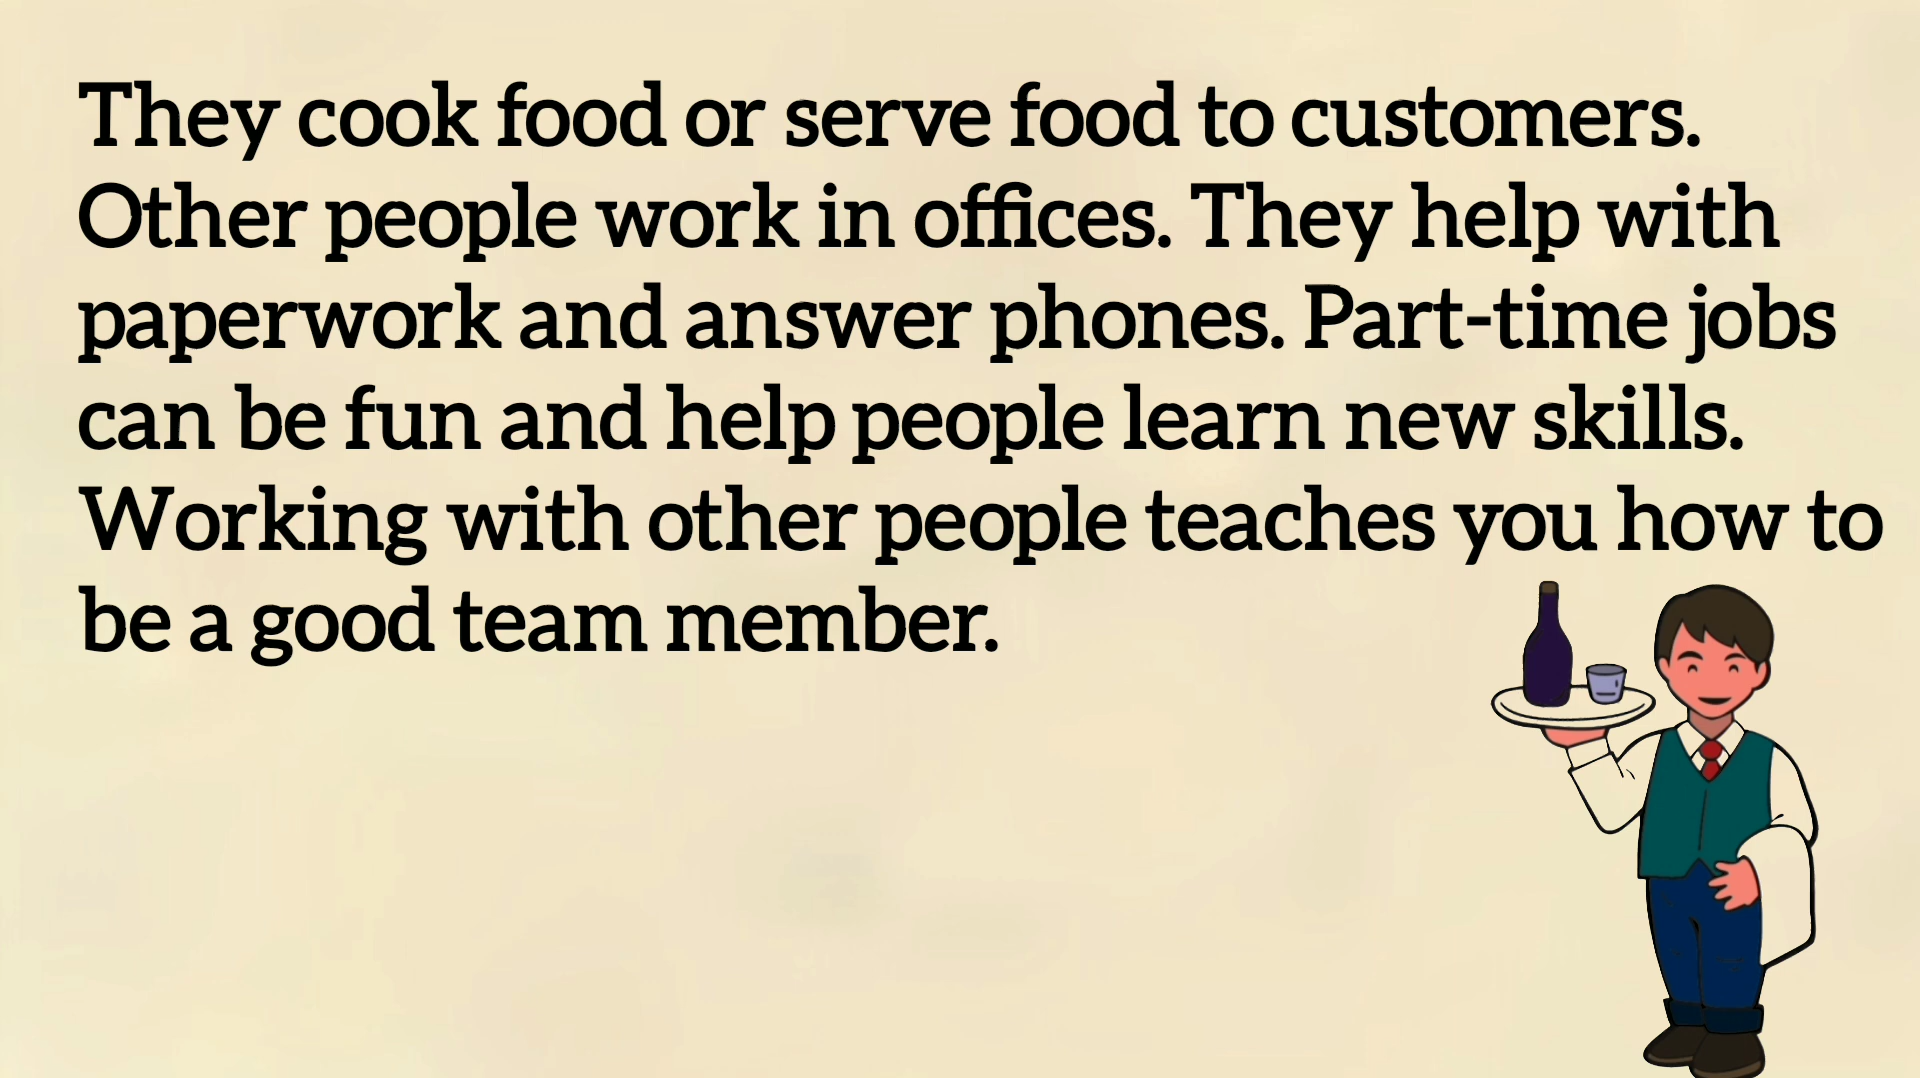 They cook food or serve food to customers.
Other people work in offices. They help with
paperwork and answer phones. Part-time jobs
can be fun and help people learn new skills.
Working with other people teaches you how to
be a good team member.